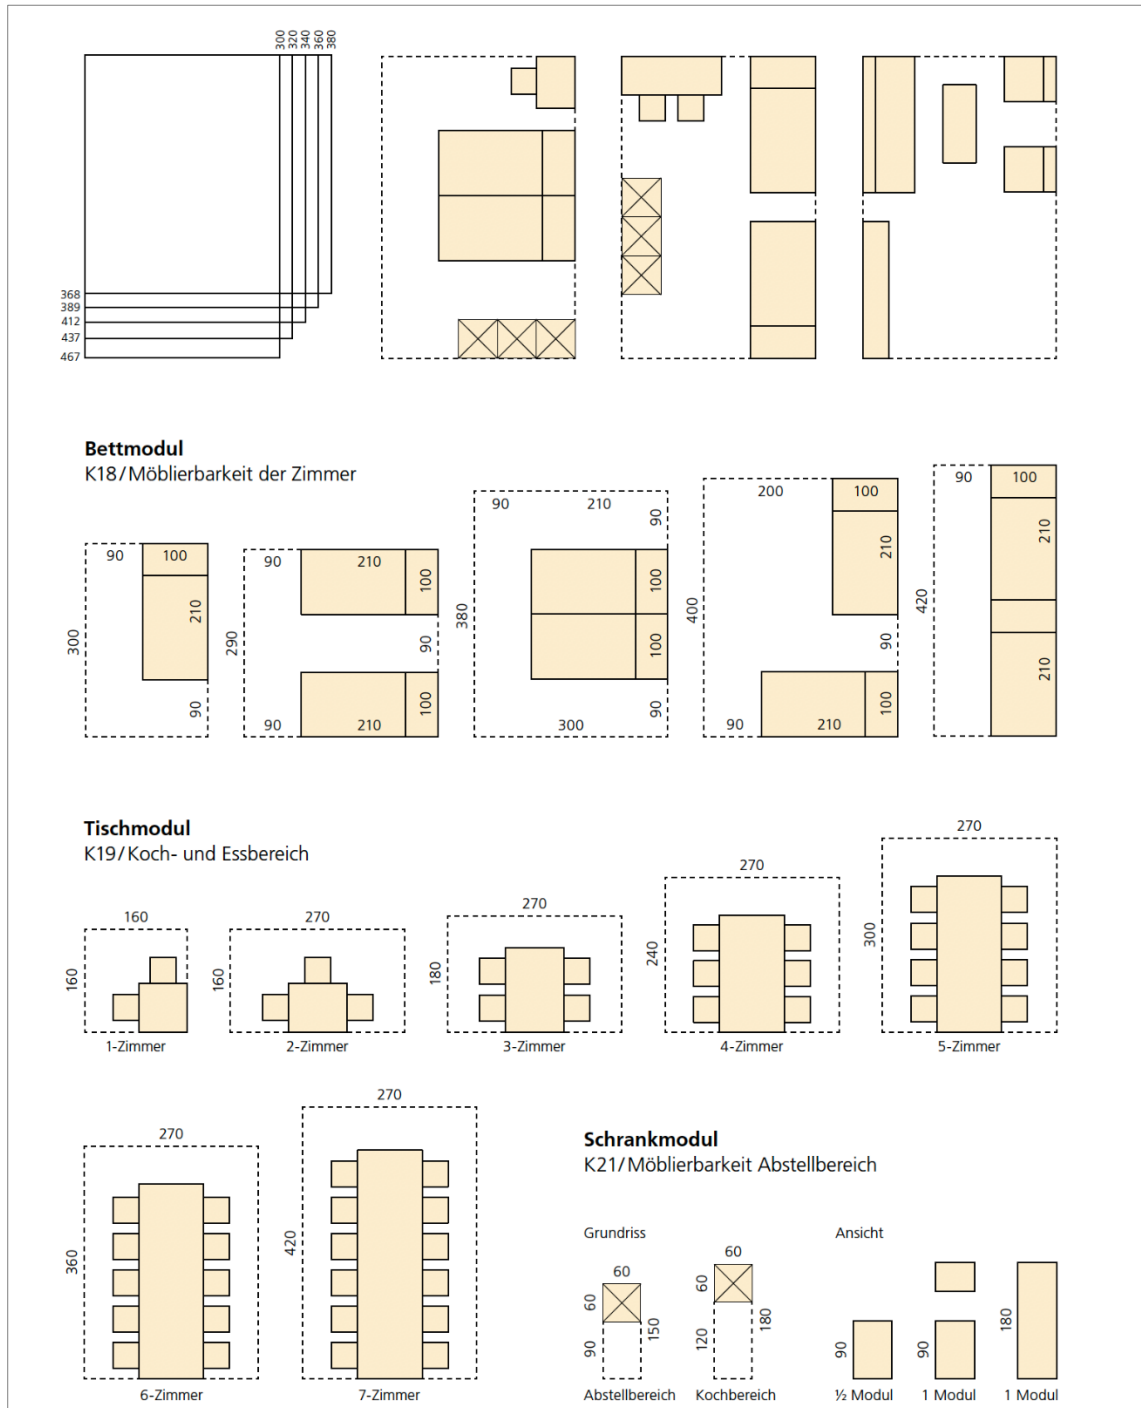 300 320 340 360 380
368
389
412
437
467
Bettmodul
K18/Möblierbarkeit der Zimmer
90 100 210 300 90
90 210 100 290 90 90 210 100
90 210 90 380 100 100 300 90
200 100 210 400 90 90 210 100
90 100 210 420 210
Tischmodul
K19/Koch- und Essbereich
160 160
1-Zimmer
270 160
2-Zimmer
270 180
3-Zimmer
270 240
4-Zimmer
270 300
5-Zimmer
270 360
6-Zimmer
270 420
7-Zimmer
Schrankmodul
K21/Möblierbarkeit Abstellbereich
Grundriss
60 60 90 150
Abstellbereich
60 60 120 180
Kochbereich
Ansicht
90
½ Modul
90
1 Modul
180
1 Modul